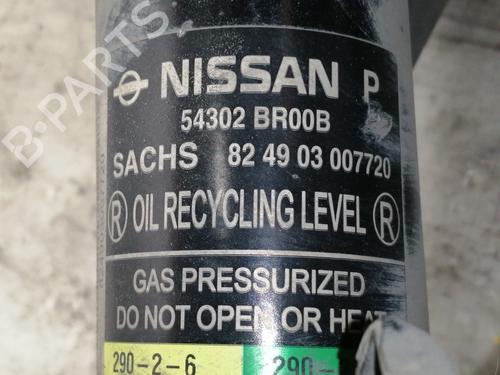 NISSAN P
54302 BR00B
SACHS 82 49 03 007720
R OIL RECYCLING LEVEL R
GAS PRESSURIZED
DO NOT OPEN OR HEAT
290-2-6 290-
B-PARTS